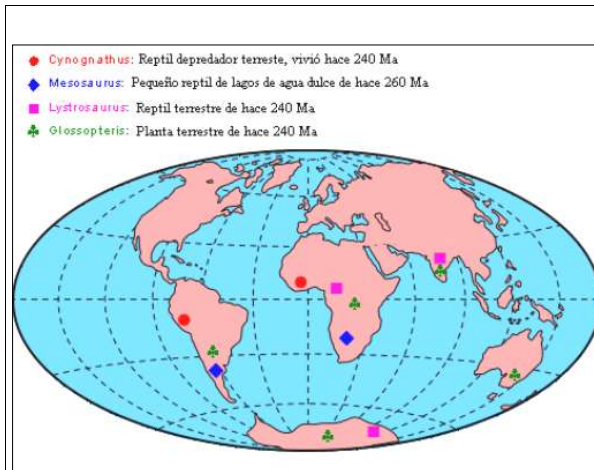 Cynognathus: Reptil depredador terreste, vivió hace 240 Ma
Mesosaurus: Pequeño reptil de lagos de agua dulce de hace 260 Ma
Lystrosaurus: Reptil terrestre de hace 240 Ma
Glossopteris: Planta terrestre de hace 240 Ma